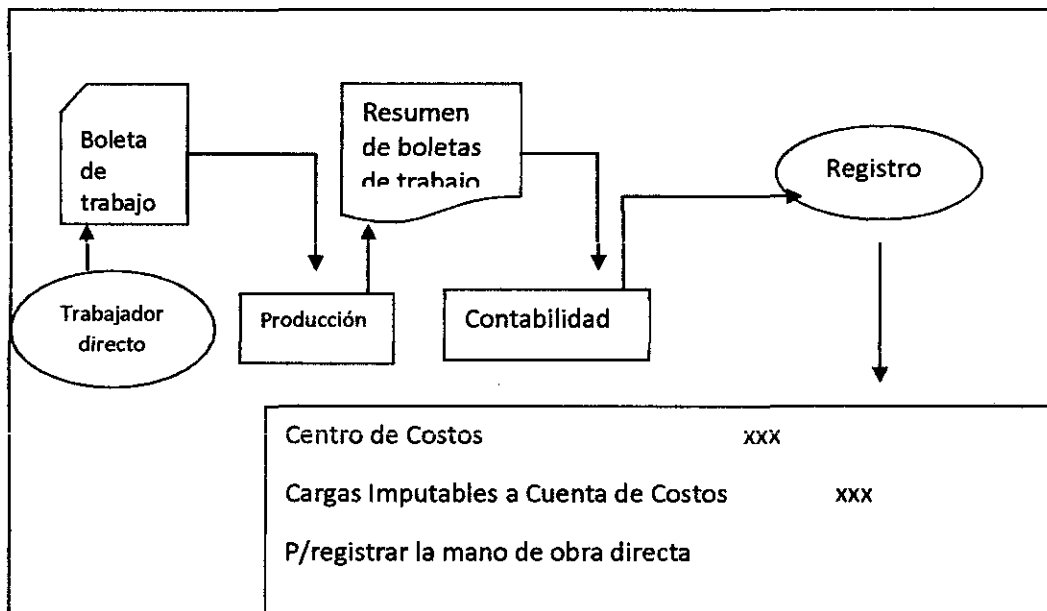 Boleta
de
trabajo
Resumen
de boletas
de trabajo
Registro
Trabajador
directo
Producción
Contabilidad
Centro de Costos xxx
Cargas Imputables a Cuenta de Costos xxx
P/registrar la mano de obra directa